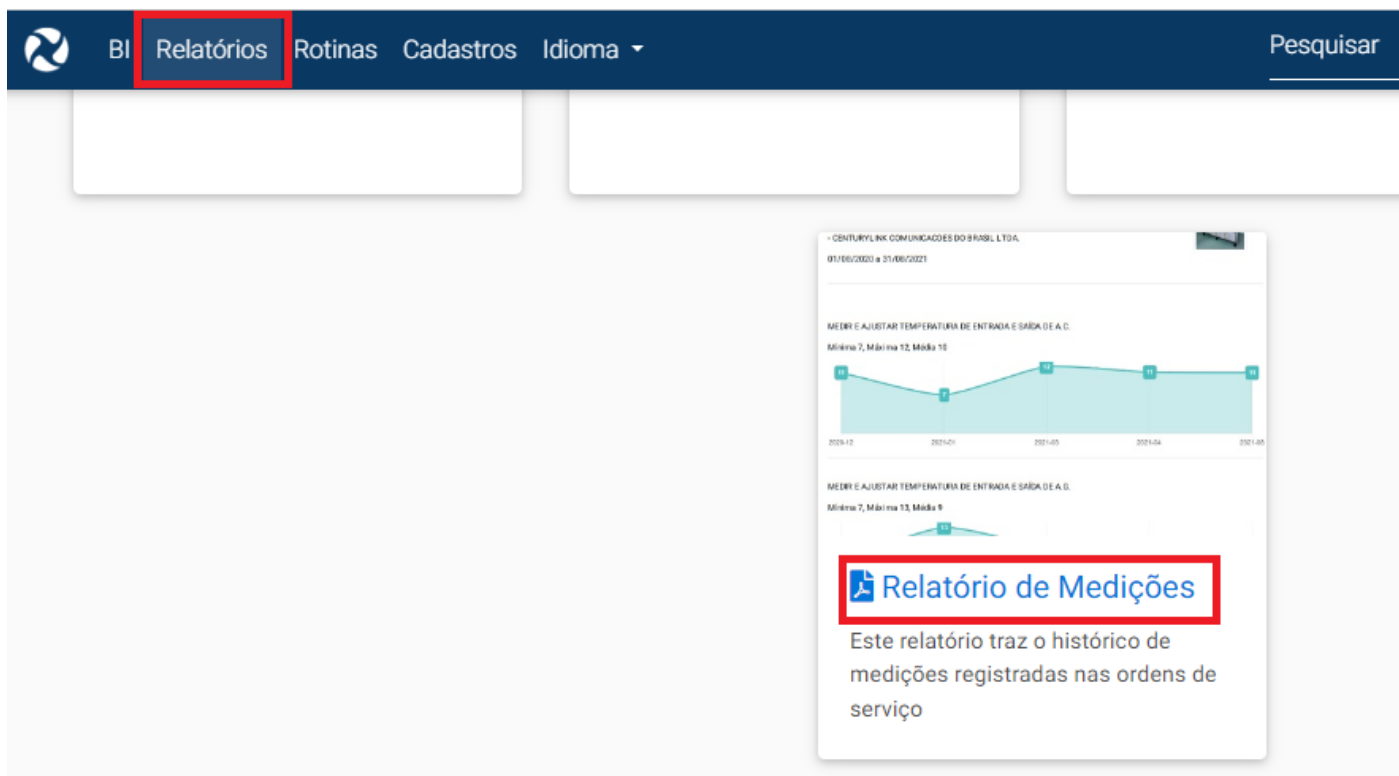 BI Relatórios Rotinas Cadastros Idioma
Pesquisar
- CENTURYLINK COMUNICACOES DO BRASIL LTDA.
01/08/2020 a 31/08/2021
MEDIR E AJUSTAR TEMPERATURA DE ENTRADA E SAÍDA DE A.C.
Mínima 7, Máxima 12, Média 10
11 7 12 11 11
2020-12 2021-01 2021-03 2021-04
MEDIR E AJUSTAR TEMPERATURA DE ENTRADA E SAÍDA DE A.G.
Mínima 7, Máxima 13, Média 9
13
Relatório de Medições
Este relatório traz o histórico de
medições registradas nas ordens de
serviço